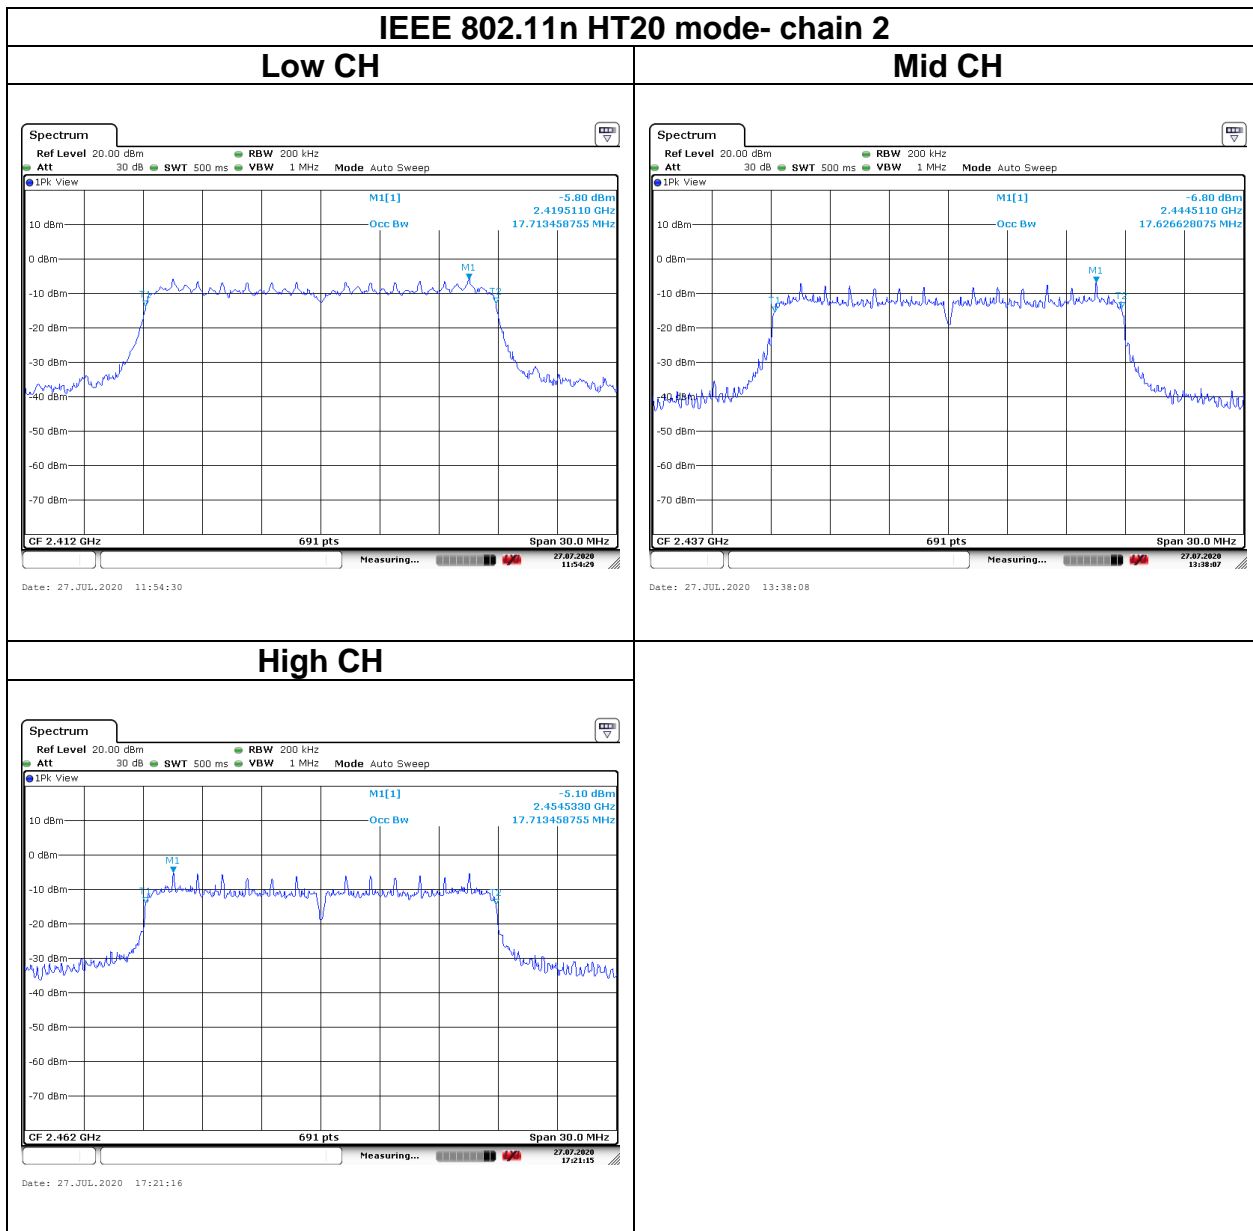 IEEE 802.11n HT20 mode- chain 2
Low CH
Mid CH
Spectrum
Ref Level 20.00 dBm RBW 200 kHz
Att 30 dB SWT 500 ms VBW 1 MHz Mode Auto Sweep
1Pk View
M1[1] -5.80 dBm
2.4195110 GHz
Occ Bw 17.713458755 MHz
10 dBm
0 dBm
M1
-10 dBm
T1
T2
-20 dBm
-30 dBm
-40 dBm
-50 dBm
-60 dBm
-70 dBm
CF 2.412 GHz 691 pts Span 30.0 MHz
Measuring... 27.07.2020
11:54:29
Date: 27.JUL.2020 11:54:30
Spectrum
Ref Level 20.00 dBm RBW 200 kHz
Att 30 dB SWT 500 ms VBW 1 MHz Mode Auto Sweep
1Pk View
M1[1] -6.80 dBm
2.4445110 GHz
Occ Bw 17.626628075 MHz
10 dBm
0 dBm
M1
-10 dBm
T1
T2
-20 dBm
-30 dBm
-40 dBm
-50 dBm
-60 dBm
-70 dBm
CF 2.437 GHz 691 pts Span 30.0 MHz
Measuring... 27.07.2020
13:38:07
Date: 27.JUL.2020 13:38:08
High CH
Spectrum
Ref Level 20.00 dBm RBW 200 kHz
Att 30 dB SWT 500 ms VBW 1 MHz Mode Auto Sweep
1Pk View
M1[1] -5.10 dBm
2.4545330 GHz
Occ Bw 17.713458755 MHz
10 dBm
0 dBm
M1
-10 dBm
T1
T2
-20 dBm
-30 dBm
-40 dBm
-50 dBm
-60 dBm
-70 dBm
CF 2.462 GHz 691 pts Span 30.0 MHz
Measuring... 27.07.2020
17:21:15
Date: 27.JUL.2020 17:21:16